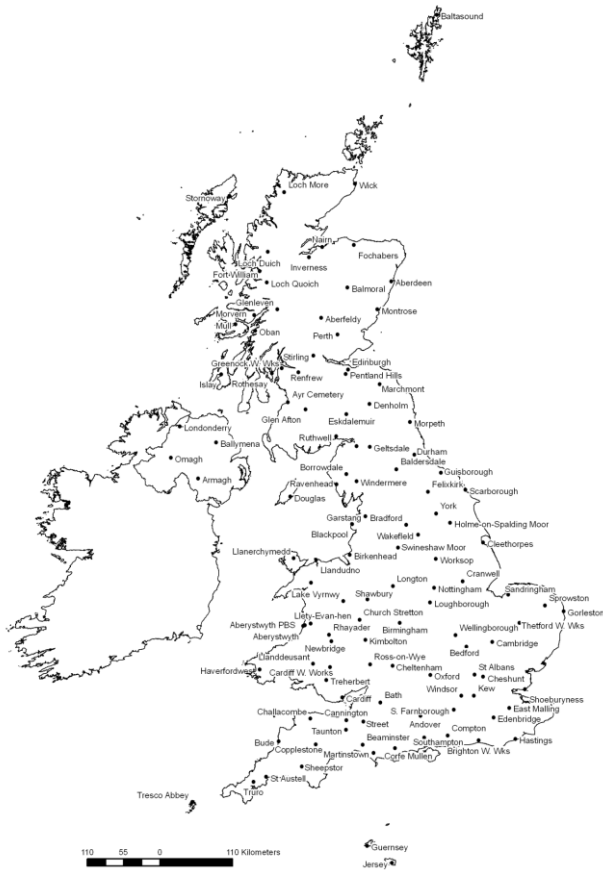 Baltasound
Loch More
Wick
Stornoway
Nairn
Fochabers
Loch Duich
Inverness
Fort William
Loch Quoich
Balmoral
Aberdeen
Glenleven
Montrose
Morvern
Aberfeldy
Mull
Oban
Perth
Stirling
Edinburgh
Greenock W. Wks
Pentland Hills
Renfrew
Islay
Rothesay
Marchmont
Ayr Cemetery
Denholm
Glen Afton
Eskdalemuir
Morpeth
Londonderry
Ruthwell
Ballymena
Geltsdale
Durham
Omagh
Baldersdale
Borrowdale
Guisborough
Armagh
Ravenhead
Windermere
Felixkirk
Scarborough
Douglas
York
Garstang
Bradford
Holme-on-Spalding Moor
Blackpool
Wakefield
Cleethorpes
Llanerchymedd
Birkenhead
Swineshaw Moor
Worksop
Llandudno
Longton
Cranwell
Nottingham
Sandringham
Lake Vyrnwy
Shawbury
Loughborough
Sprowston
Gorleston
Llety-Evan-hen
Church Stretton
Aberystwyth PBS
Rhayader
Birmingham
Thetford W. Wks
Aberystwyth
Kimbolton
Wellingborough
Cambridge
Newbridge
Bedford
Llanddeusant
Ross-on-Wye
Haverfordwest
Cardiff W. Works
Cheltenham
Oxford
St Albans
Cheshunt
Treherbert
Cardiff
Bath
Windsor
Kew
Shoeburyness
Challacombe
Cannington
S. Farnborough
East Malling
Street
Andover
Edenbridge
Taunton
Bude
Beaminster
Compton
Copplestone
Southampton
Hastings
Martinstown
Corfe Mullen
Brighton W. Wks
Sheepstor
St Austell
Tresco Abbey
Truro
Guernsey
110 55 0 110 Kilometers
Jersey